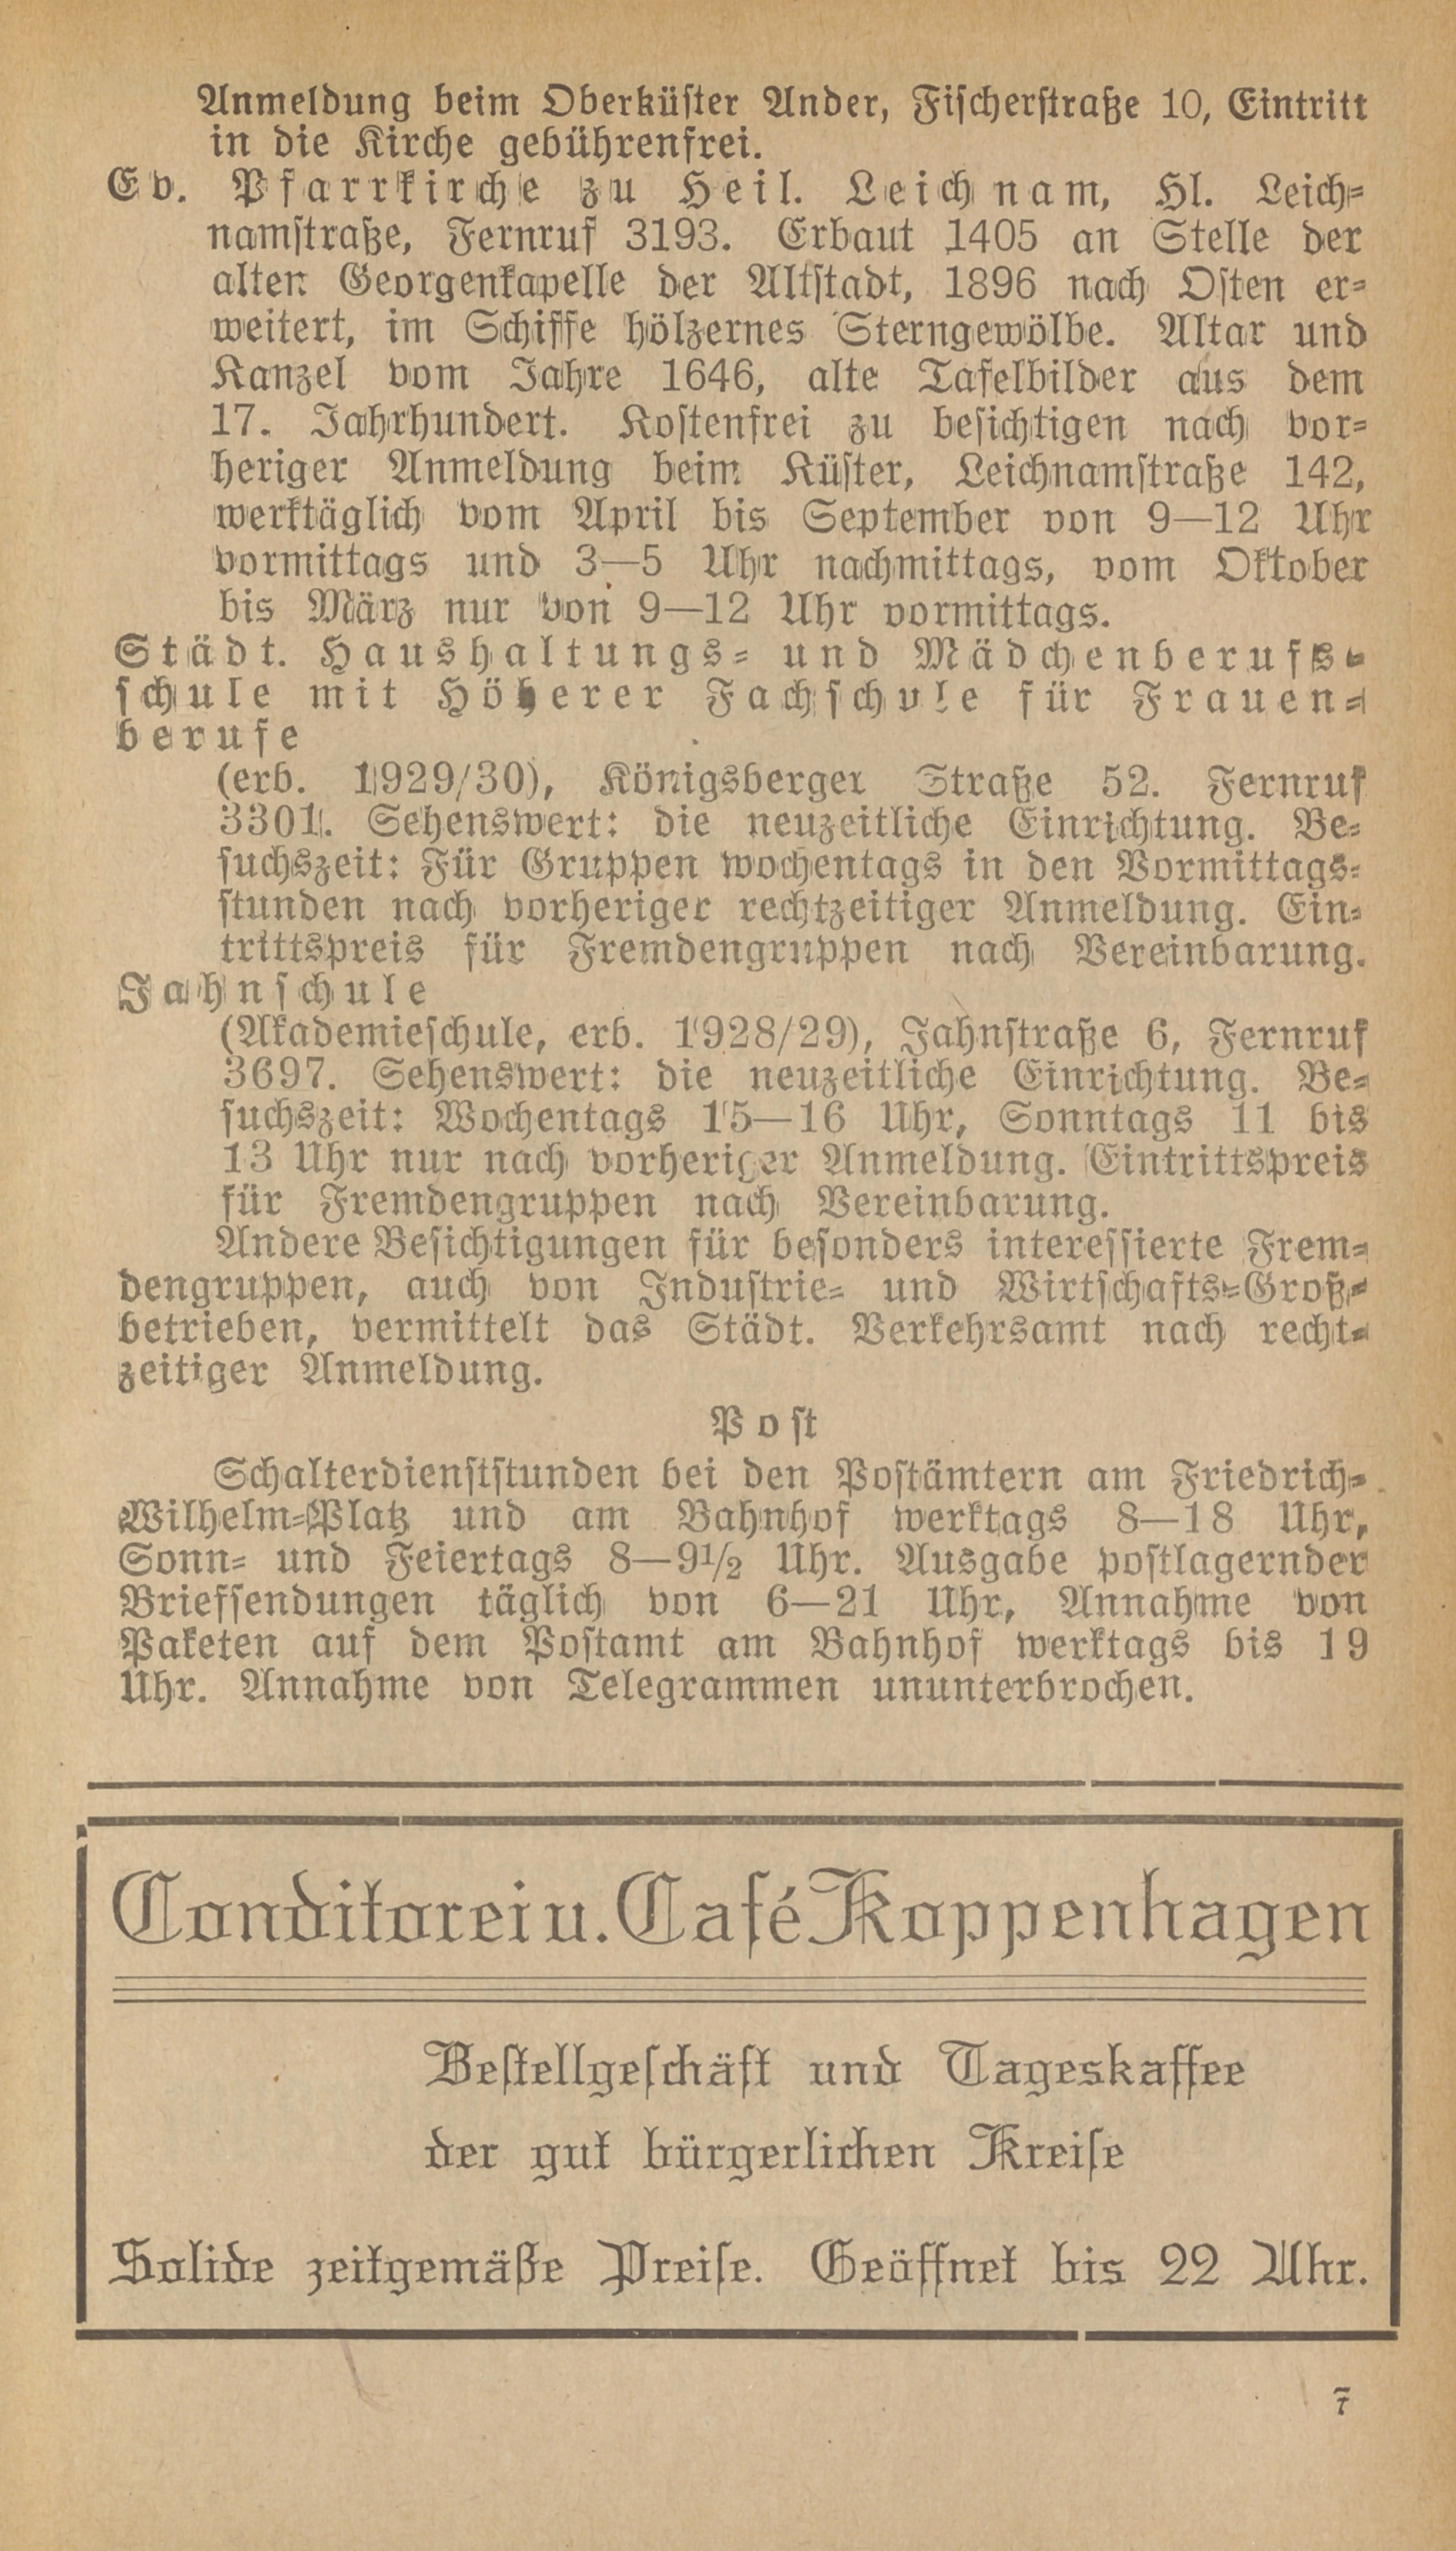 Anmeldung beim Oberküster Ander, Fischerstraße 10, Eintritt
in die Kirche gebührenfrei.
Ev. Pfarrkirche zu Heil. Leichnam, Hl. Leich-
namstraße, Fernruf 3193. Erbaut 1405 an Stelle der
alten Georgenkapelle der Altstadt, 1896 nach Osten er-
weitert, im Schiffe hölzernes Sterngewölbe. Altar und
Kanzel vom Jahre 1646, alte Tafelbilder aus dem
17. Jahrhundert. Kostenfrei zu besichtigen nach vor-
heriger Anmeldung beim Küster, Leichnamstraße 142,
werktäglich vom April bis September von 9—12 Uhr
vormittags und 3—5 Uhr nachmittags, vom Oktober
bis März nur von 9—12 Uhr vormittags.
Städt. Haushaltungs- und Mädchenberufs-
schule mit Höherer Fachschule für Frauen-
berufe
(erb. 1929/30), Königsberger Straße 52. Fernruf
3301. Sehenswert: die neuzeitliche Einrichtung. Be-
suchszeit: Für Gruppen wochentags in den Vormittags-
stunden nach vorheriger rechtzeitiger Anmeldung. Ein-
trittspreis für Fremdengruppen nach Vereinbarung.
Jahnschule
(Akademieschule, erb. 1928/29), Jahnstraße 6, Fernruf
3697. Sehenswert: die neuzeitliche Einrichtung. Be-
suchszeit: Wochentags 15—16 Uhr, Sonntags 11 bis
13 Uhr nur nach vorheriger Anmeldung. Eintrittspreis
für Fremdengruppen nach Vereinbarung.
Andere Besichtigungen für besonders interessierte Frem-
dengruppen, auch von Industrie- und Wirtschafts-Groß-
betrieben, vermittelt das Städt. Verkehrsamt nach recht-
zeitiger Anmeldung.
Post
Schalterdienststunden bei den Postämtern am Friedrich-
Wilhelm-Platz und am Bahnhof werktags 8—18 Uhr,
Sonn- und Feiertags 8—9½ Uhr. Ausgabe postlagernder
Briefsendungen täglich von 6—21 Uhr, Annahme von
Paketen auf dem Postamt am Bahnhof werktags bis 19
Uhr. Annahme von Telegrammen ununterbrochen.
Conditorei u. Café Koppenhagen
Bestellgeschäft und Tageskaffee
der gut bürgerlichen Kreise
Solide zeitgemäße Preise. Geöffnet bis 22 Uhr.
7